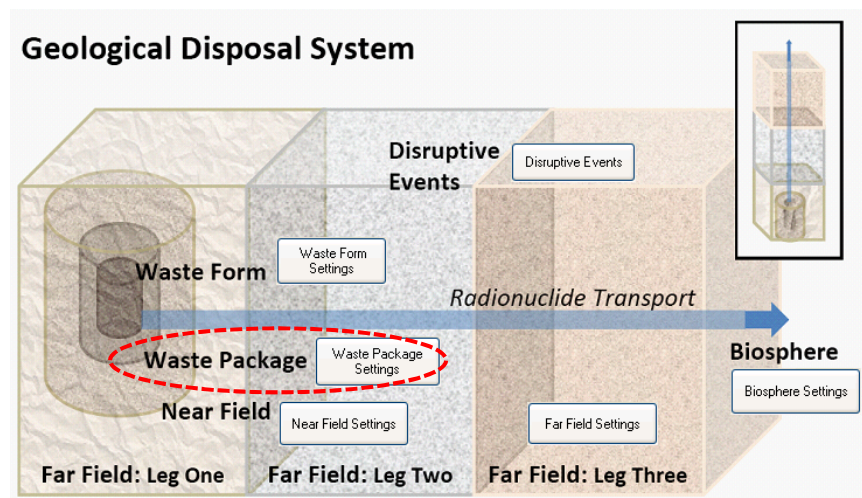 Geological Disposal System
Disruptive
Events
Disruptive Events
Waste Form
Waste Form
Settings
Radionuclide Transport
Waste Package
Waste Package
Settings
Biosphere
Biosphere Settings
Near Field
Near Field Settings
Far Field Settings
Far Field: Leg One
Far Field: Leg Two
Far Field: Leg Three